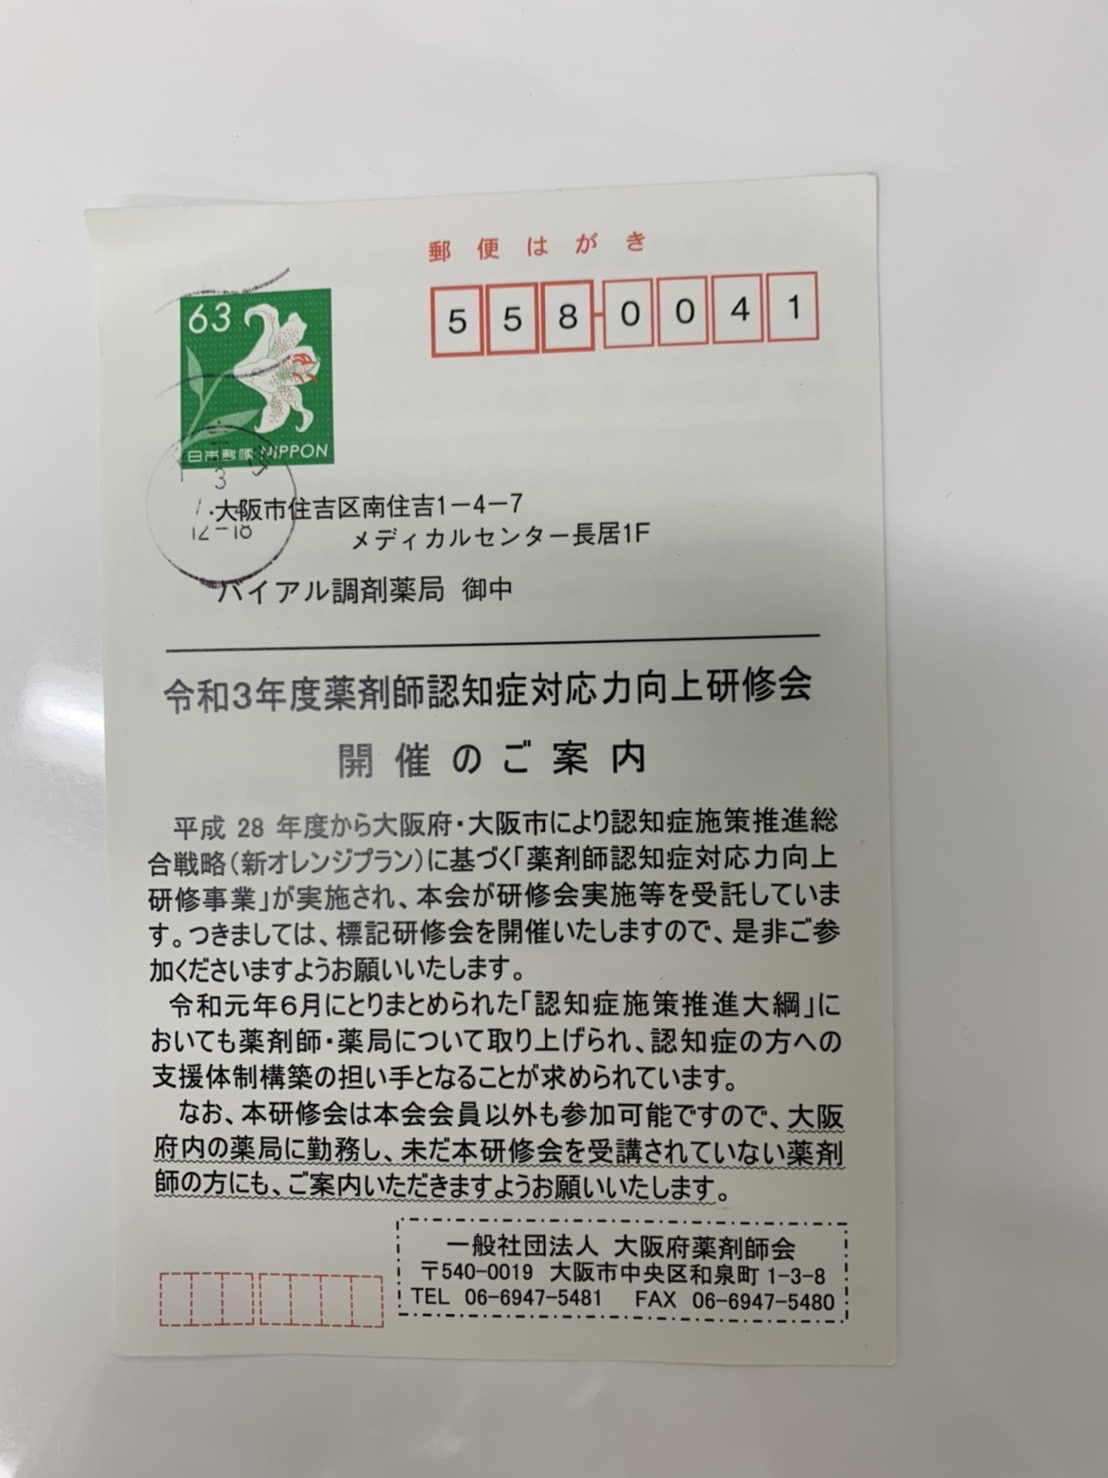 郵便はがき
558-0041
63
日本郵便 NIPPON
3
12-18
大阪市住吉区南住吉1-4-7
メディカルセンター長居1F
バイアル調剤薬局 御中
令和3年度薬剤師認知症対応力向上研修会
開催のご案内
平成 28 年度から大阪府・大阪市により認知症施策推進総
合戦略(新オレンジプラン)に基づく「薬剤師認知症対応力向上
研修事業」が実施され、本会が研修会実施等を受託していま
す。つきましては、標記研修会を開催いたしますので、是非ご参
加くださいますようお願いいたします。
令和元年6月にとりまとめられた「認知症施策推進大綱」に
おいても薬剤師・薬局について取り上げられ、認知症の方への
支援体制構築の担い手となることが求められています。
なお、本研修会は本会会員以外も参加可能ですので、大阪
府内の薬局に勤務し、未だ本研修会を受講されていない薬剤
師の方にも、ご案内いただきますようお願いいたします。
一般社団法人 大阪府薬剤師会
〒540-0019 大阪市中央区和泉町 1-3-8
TEL 06-6947-5481 FAX 06-6947-5480